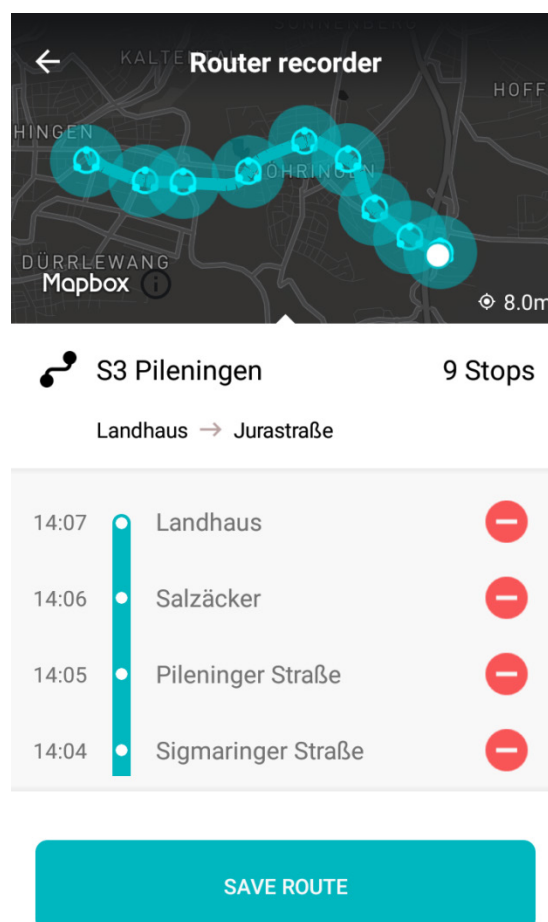 SONNENBERG
KALTENTAL
Router recorder
HOFF
HINGEN
ÖHRINGEN
DÜRRLEWANG
Mapbox
8.0m
S3 Pileningen
9 Stops
Landhaus → Jurastraße
14:07 Landhaus
14:06 Salzäcker
14:05 Pileninger Straße
14:04 Sigmaringer Straße
SAVE ROUTE